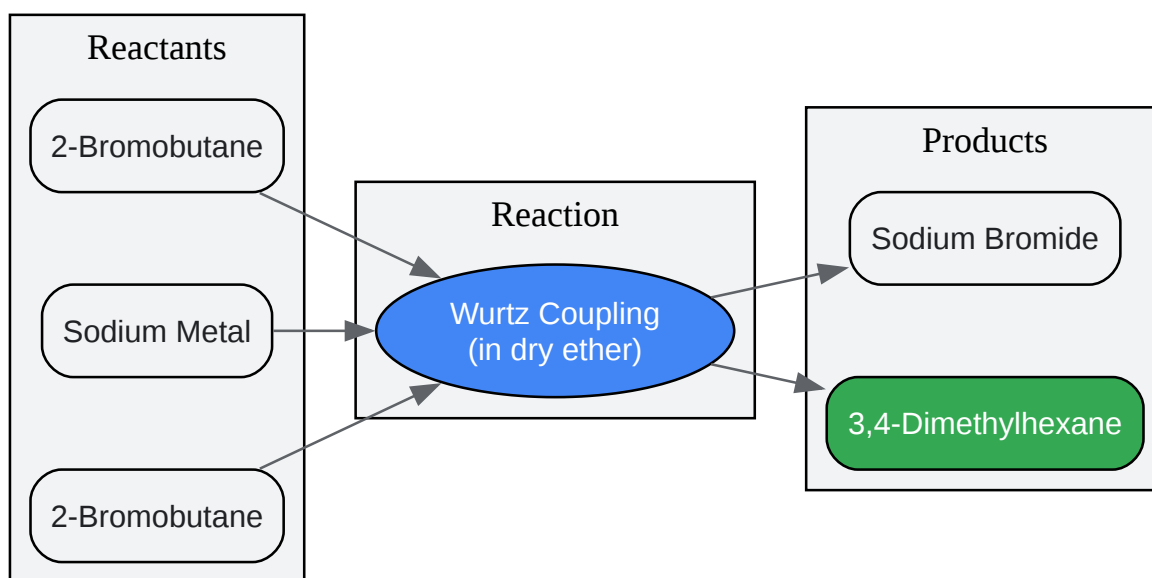 Reactants
2-Bromobutane
Sodium Metal
2-Bromobutane
Reaction
Wurtz Coupling
(in dry ether)
Products
Sodium Bromide
3,4-Dimethylhexane